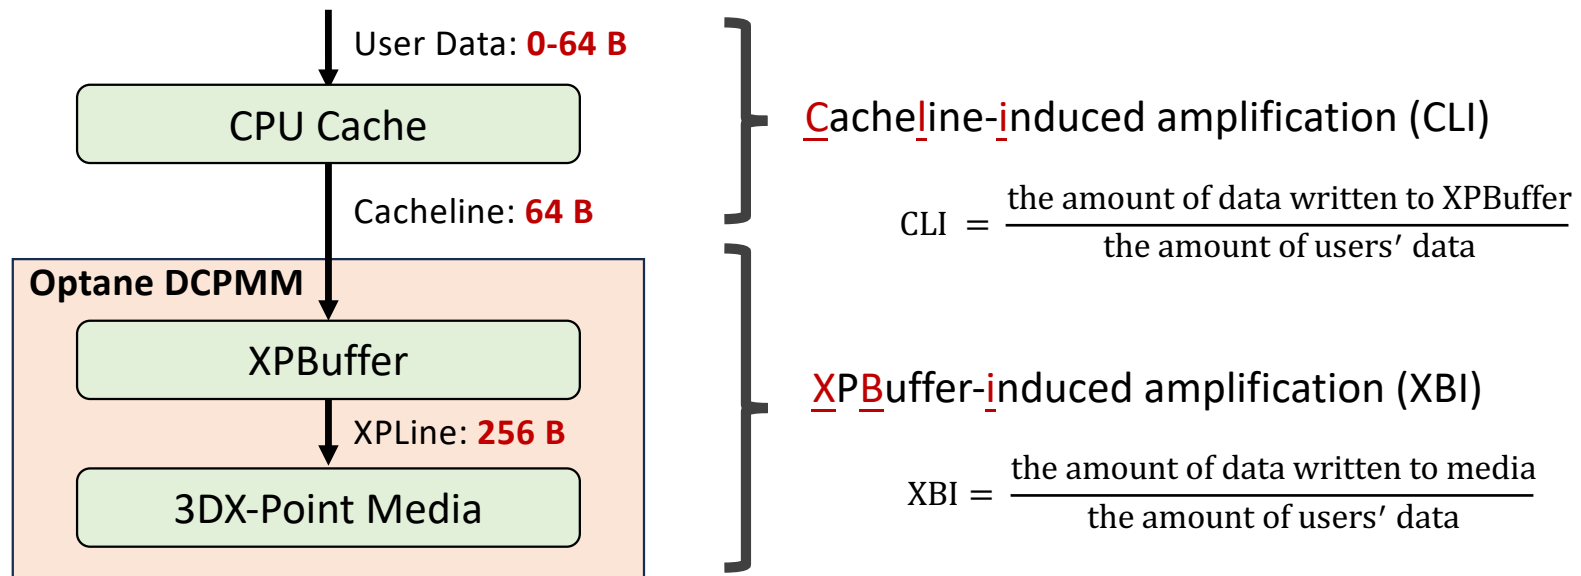 User Data: 0-64 B
CPU Cache
Cacheline-induced amplification (CLI)
Cacheline: 64 B
CLI = the amount of data written to XPBuffer
the amount of users′ data
Optane DCPMM
XPBuffer
XPBuffer-induced amplification (XBI)
XPLine: 256 B
3DX-Point Media
XBI = the amount of data written to media
the amount of users′ data